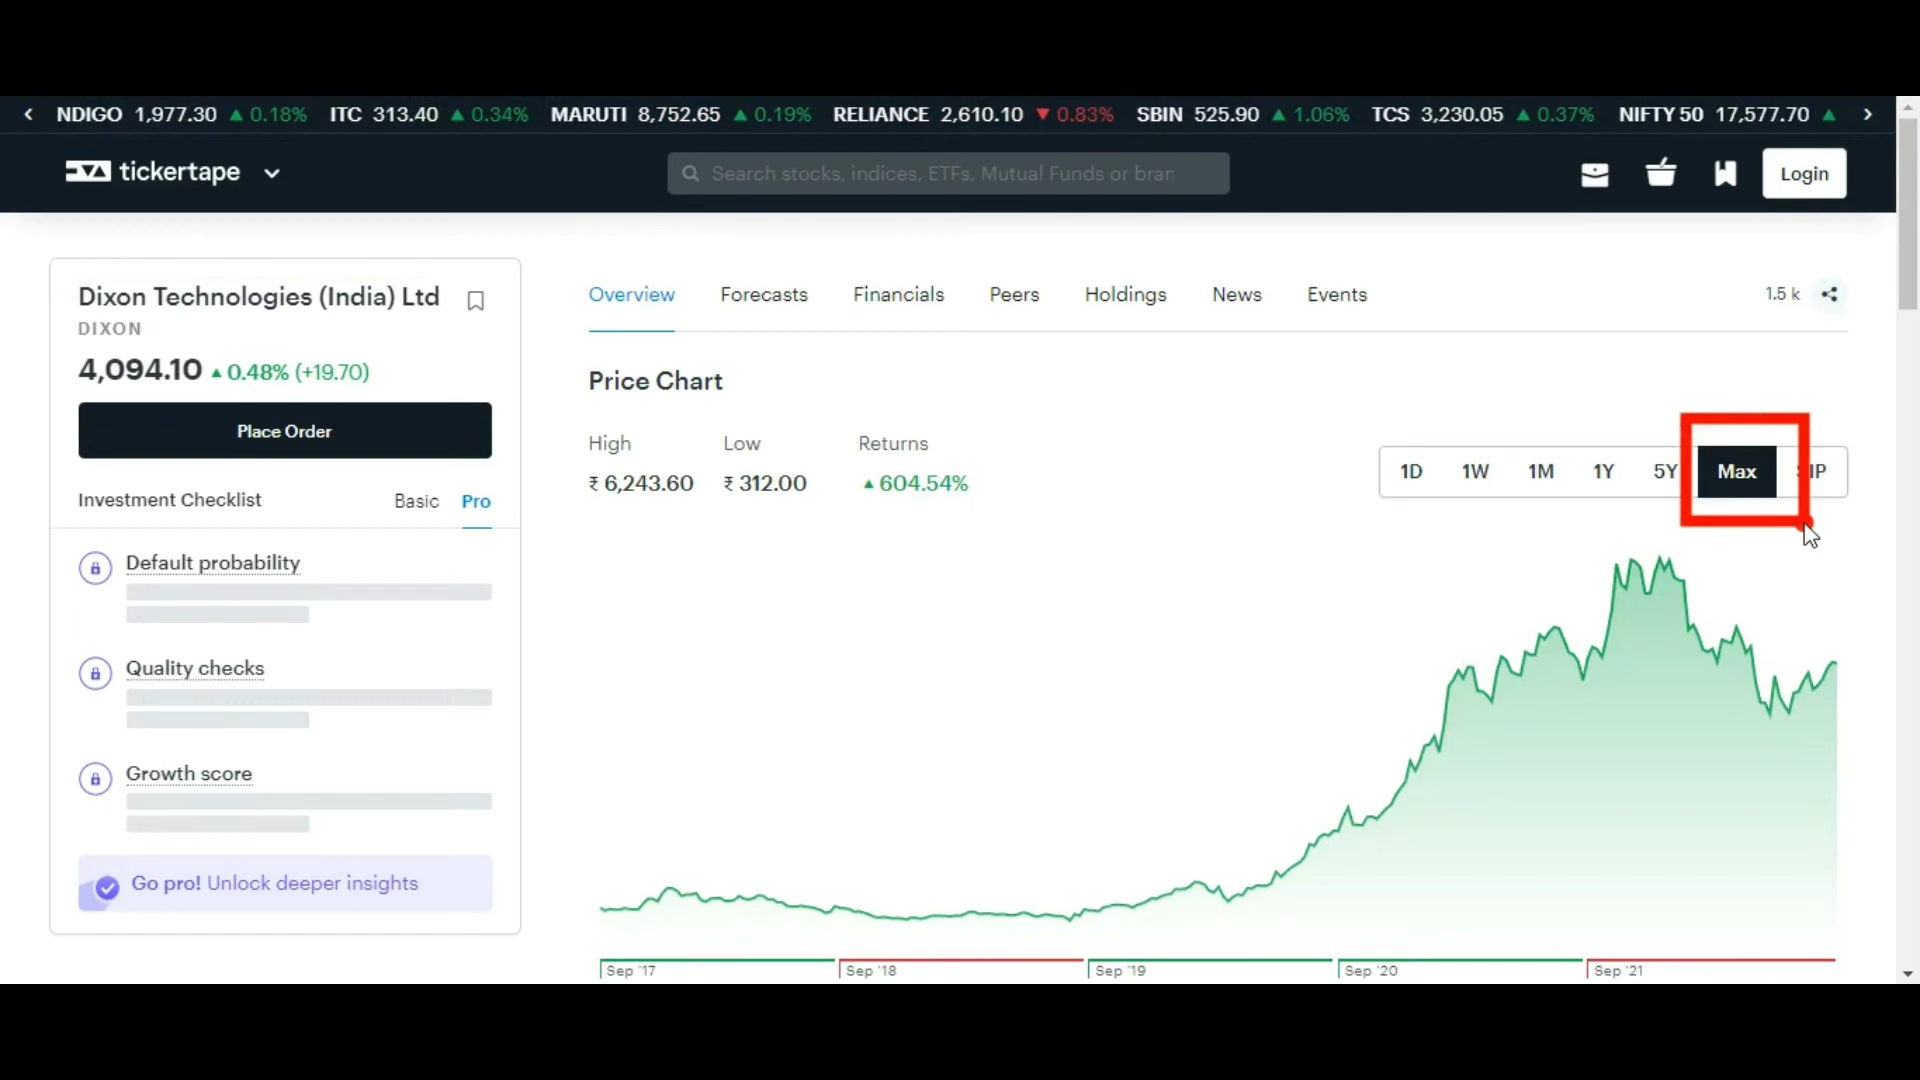 NDIGO 1,977.30 ▲ 0.18% ITC 313.40 ▲ 0.34% MARUTI 8,752.65 ▲ 0.19% RELIANCE 2,610.10 ▼ 0.83% SBIN 525.90 ▲ 1.06% TCS 3,230.05 ▲ 0.37% NIFTY 50 17,577.70 ▲
tickertape
Search stocks, indices, ETFs, Mutual Funds or bran
Login
Dixon Technologies (India) Ltd
DIXON
4,094.10 ▲ 0.48% (+19.70)
Place Order
Investment Checklist Basic Pro
Default probability
Quality checks
Growth score
Go pro! Unlock deeper insights
Overview Forecasts Financials Peers Holdings News Events 1.5 k
Price Chart
High Low Returns
₹ 6,243.60 ₹ 312.00 ▲ 604.54%
1D 1W 1M 1Y 5Y Max IP
Sep '17 Sep '18 Sep '19 Sep '20 Sep '21